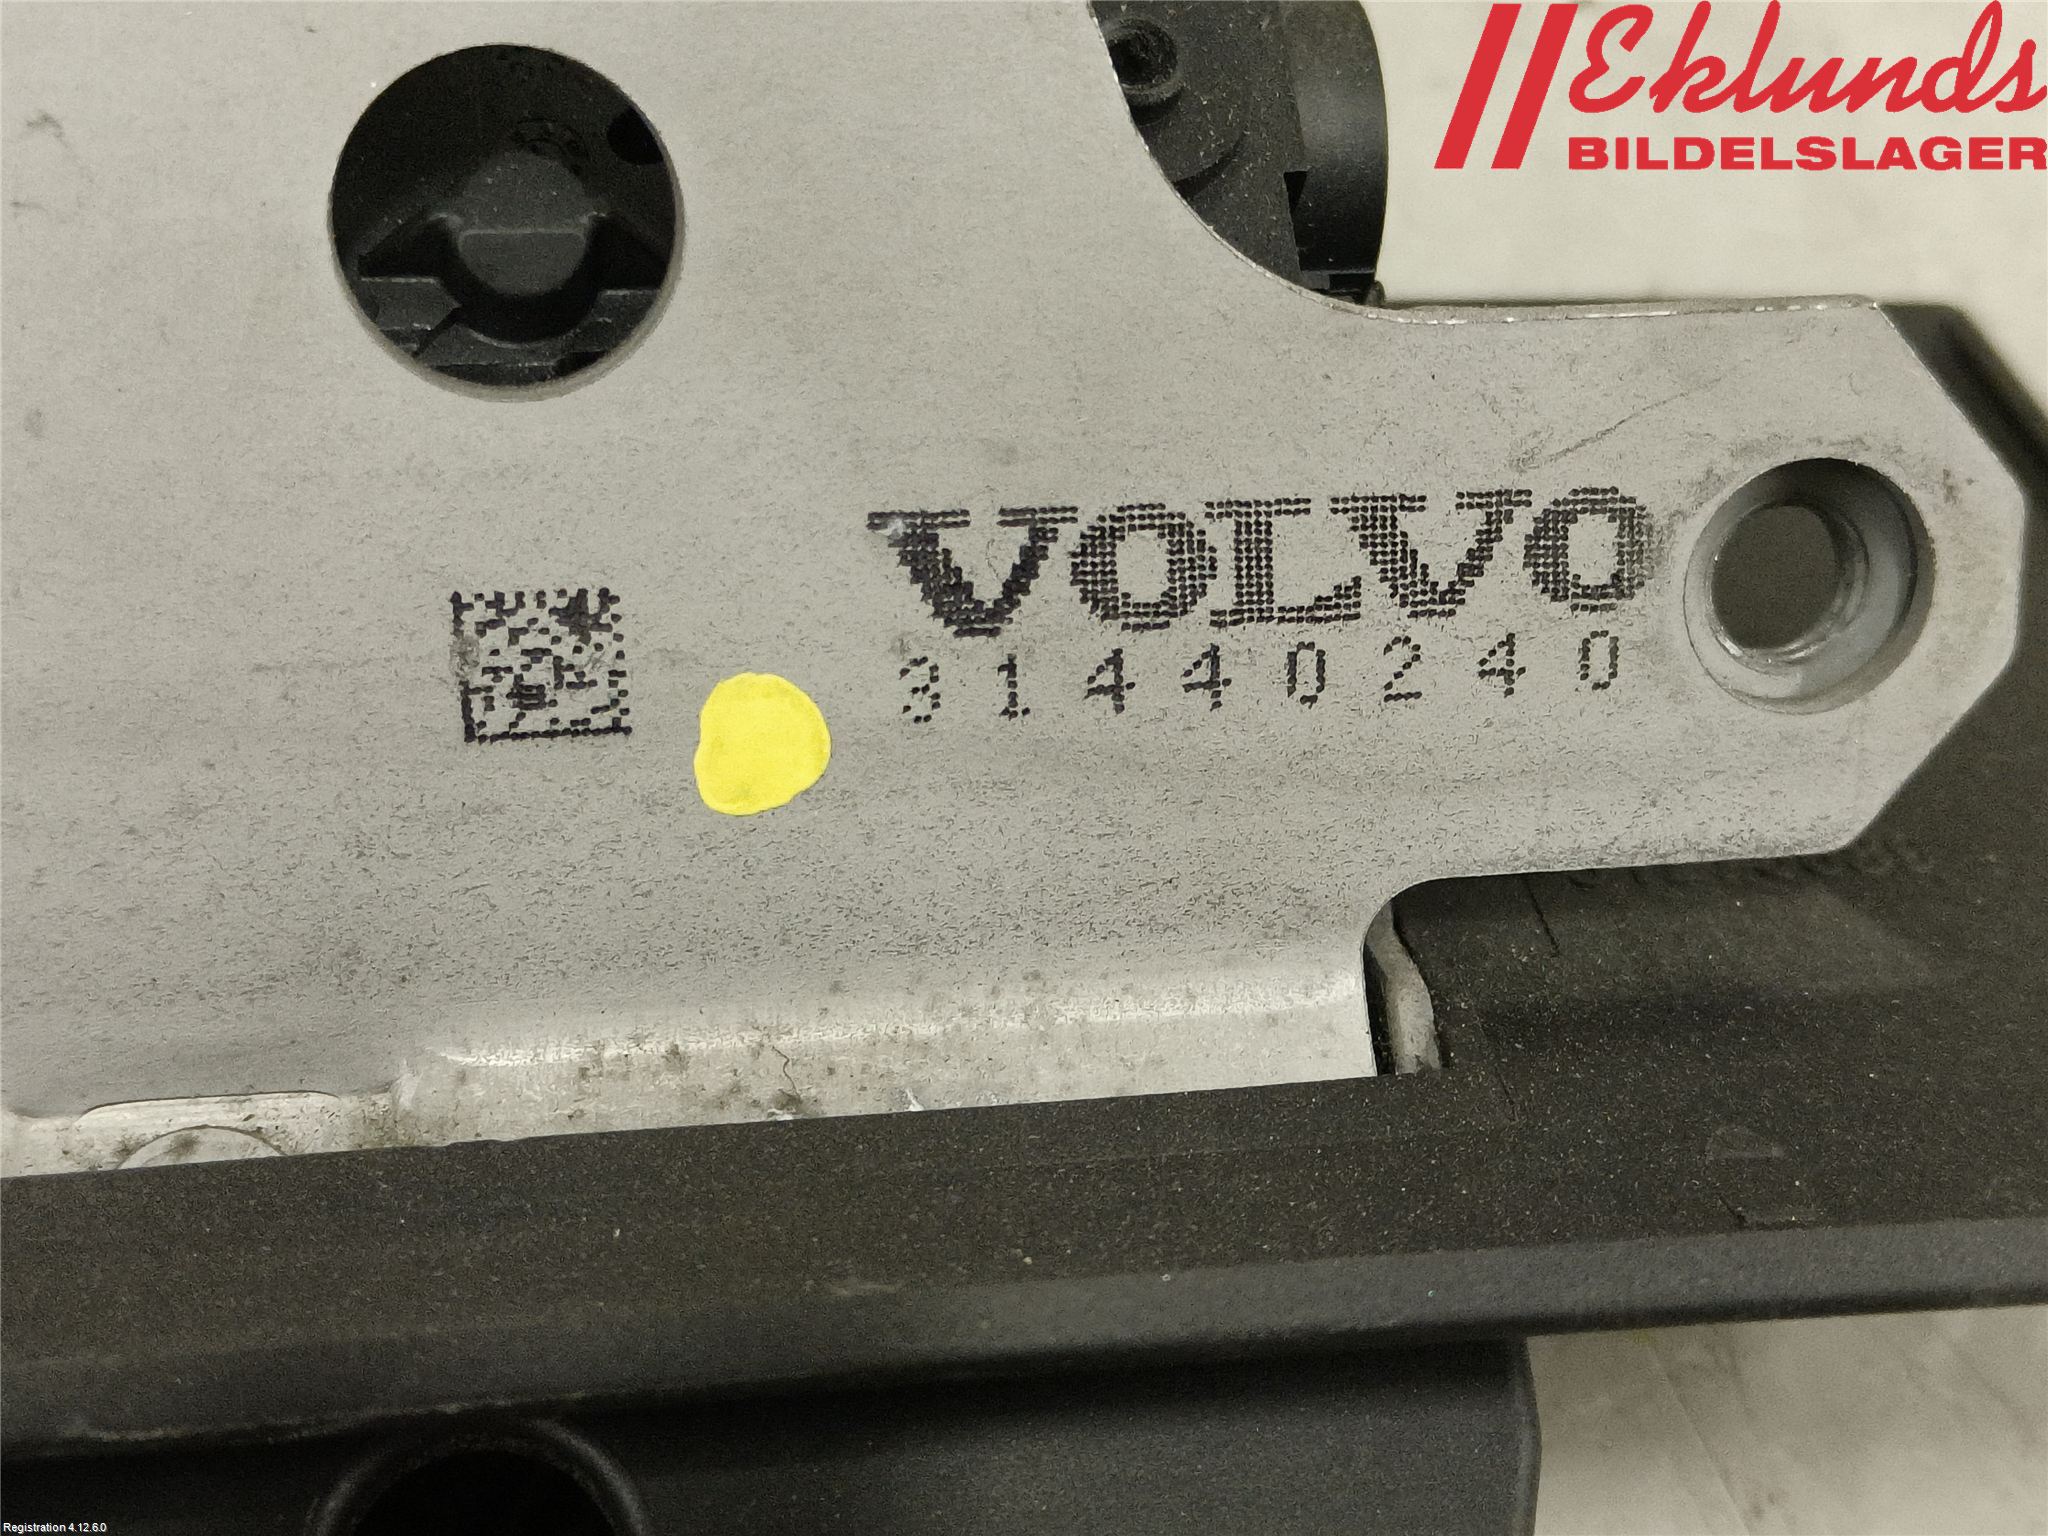 Eklunds
BILDELSLAGER
VOLVO
31440240
Registration 4.12.6.0